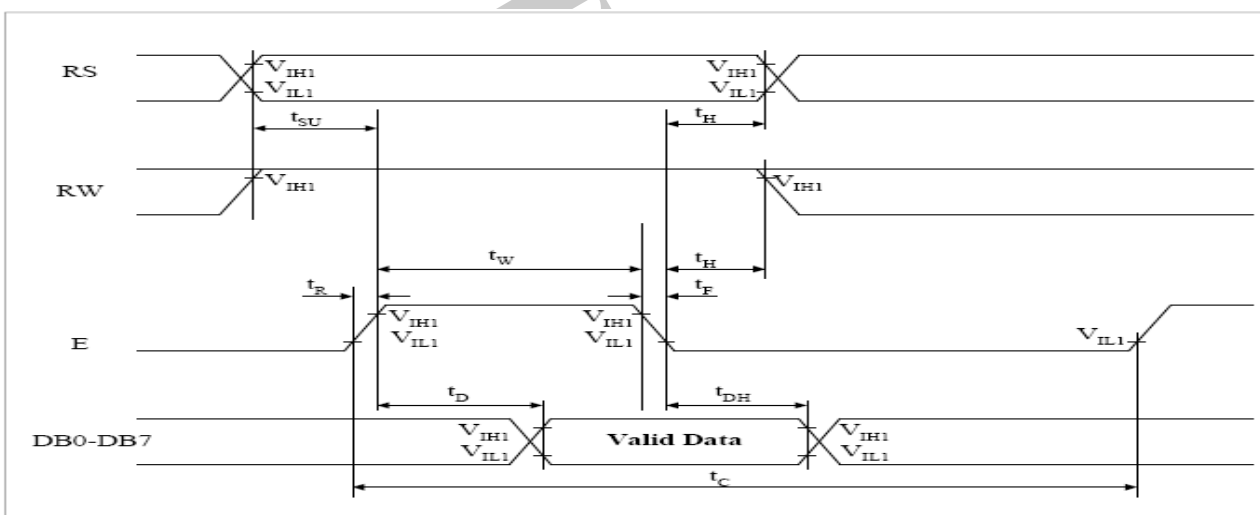 RS
V_IH1 V_IH1
V_IL1 V_IL1
t_SU t_H
RW V_IH1 V_IH1
t_W t_H
t_R t_F
V_IH1 V_IH1
E V_IL1 V_IL1 V_IL1
t_D t_DH
DB0-DB7 V_IH1 Valid Data V_IH1
V_IL1 V_IL1
t_C